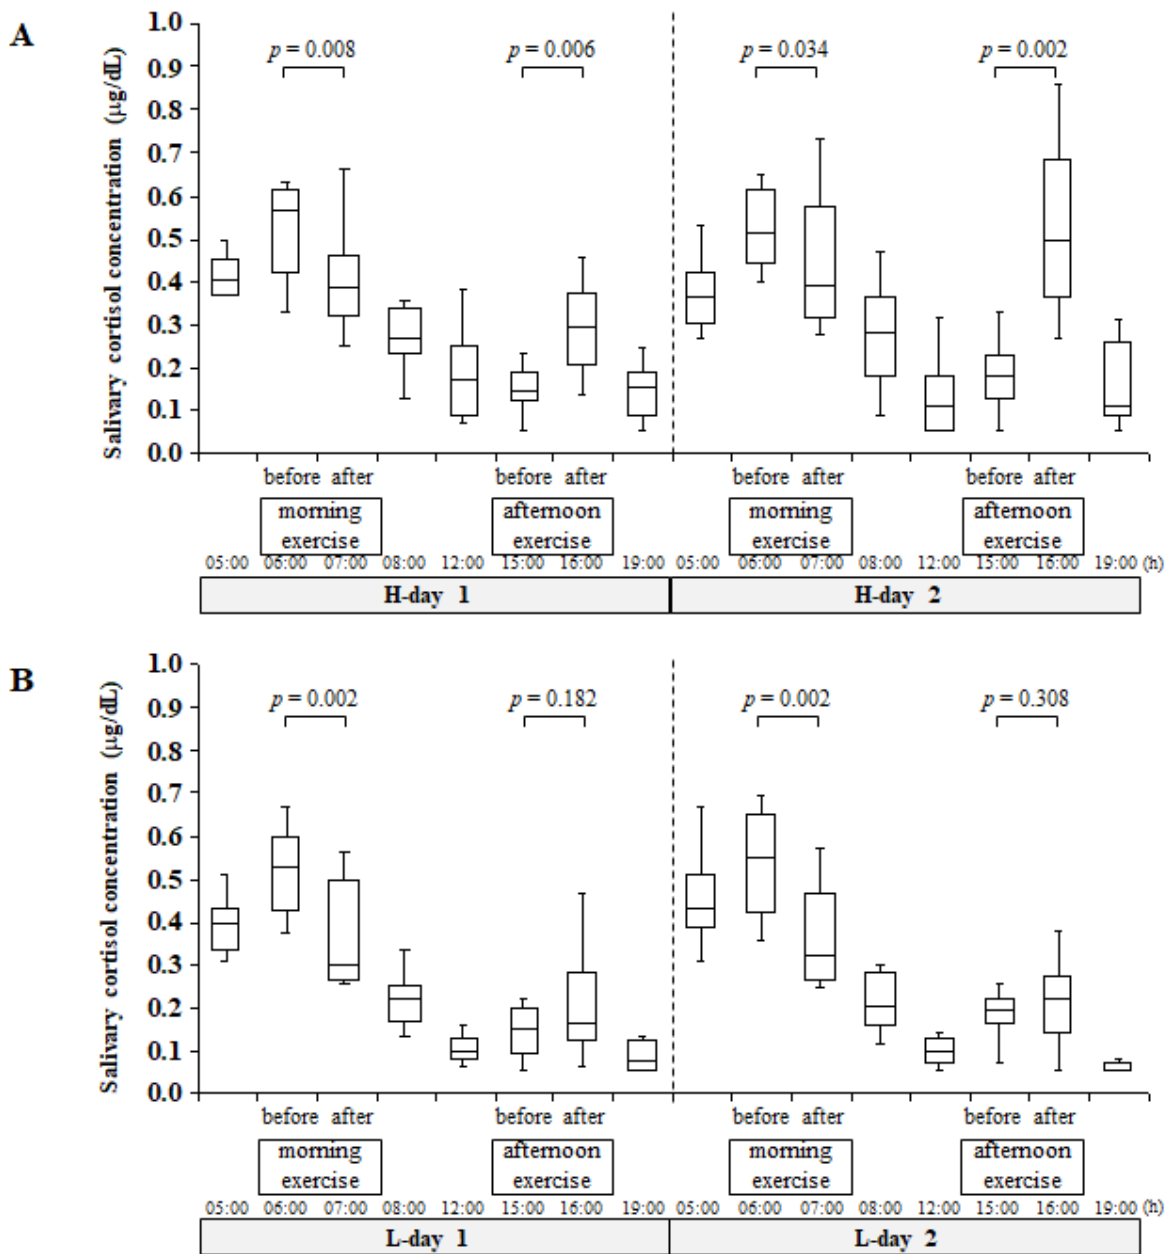 A
Salivary cortisol concentration (μg/dL)
1.0
0.9
0.8
0.7
0.6
0.5
0.4
0.3
0.2
0.1
0.0
p = 0.008
p = 0.006
p = 0.034
p = 0.002
before after before after before after before after
morning exercise
afternoon exercise
morning exercise
afternoon exercise
05:00 06:00 07:00 08:00 12:00 15:00 16:00 19:00 05:00 06:00 07:00 08:00 12:00 15:00 16:00 19:00 (h)
H-day 1 H-day 2
B
Salivary cortisol concentration (μg/dL)
1.0
0.9
0.8
0.7
0.6
0.5
0.4
0.3
0.2
0.1
0.0
p = 0.002
p = 0.182
p = 0.002
p = 0.308
before after before after before after before after
morning exercise
afternoon exercise
morning exercise
afternoon exercise
05:00 06:00 07:00 08:00 12:00 15:00 16:00 19:00 05:00 06:00 07:00 08:00 12:00 15:00 16:00 19:00 (h)
L-day 1 L-day 2